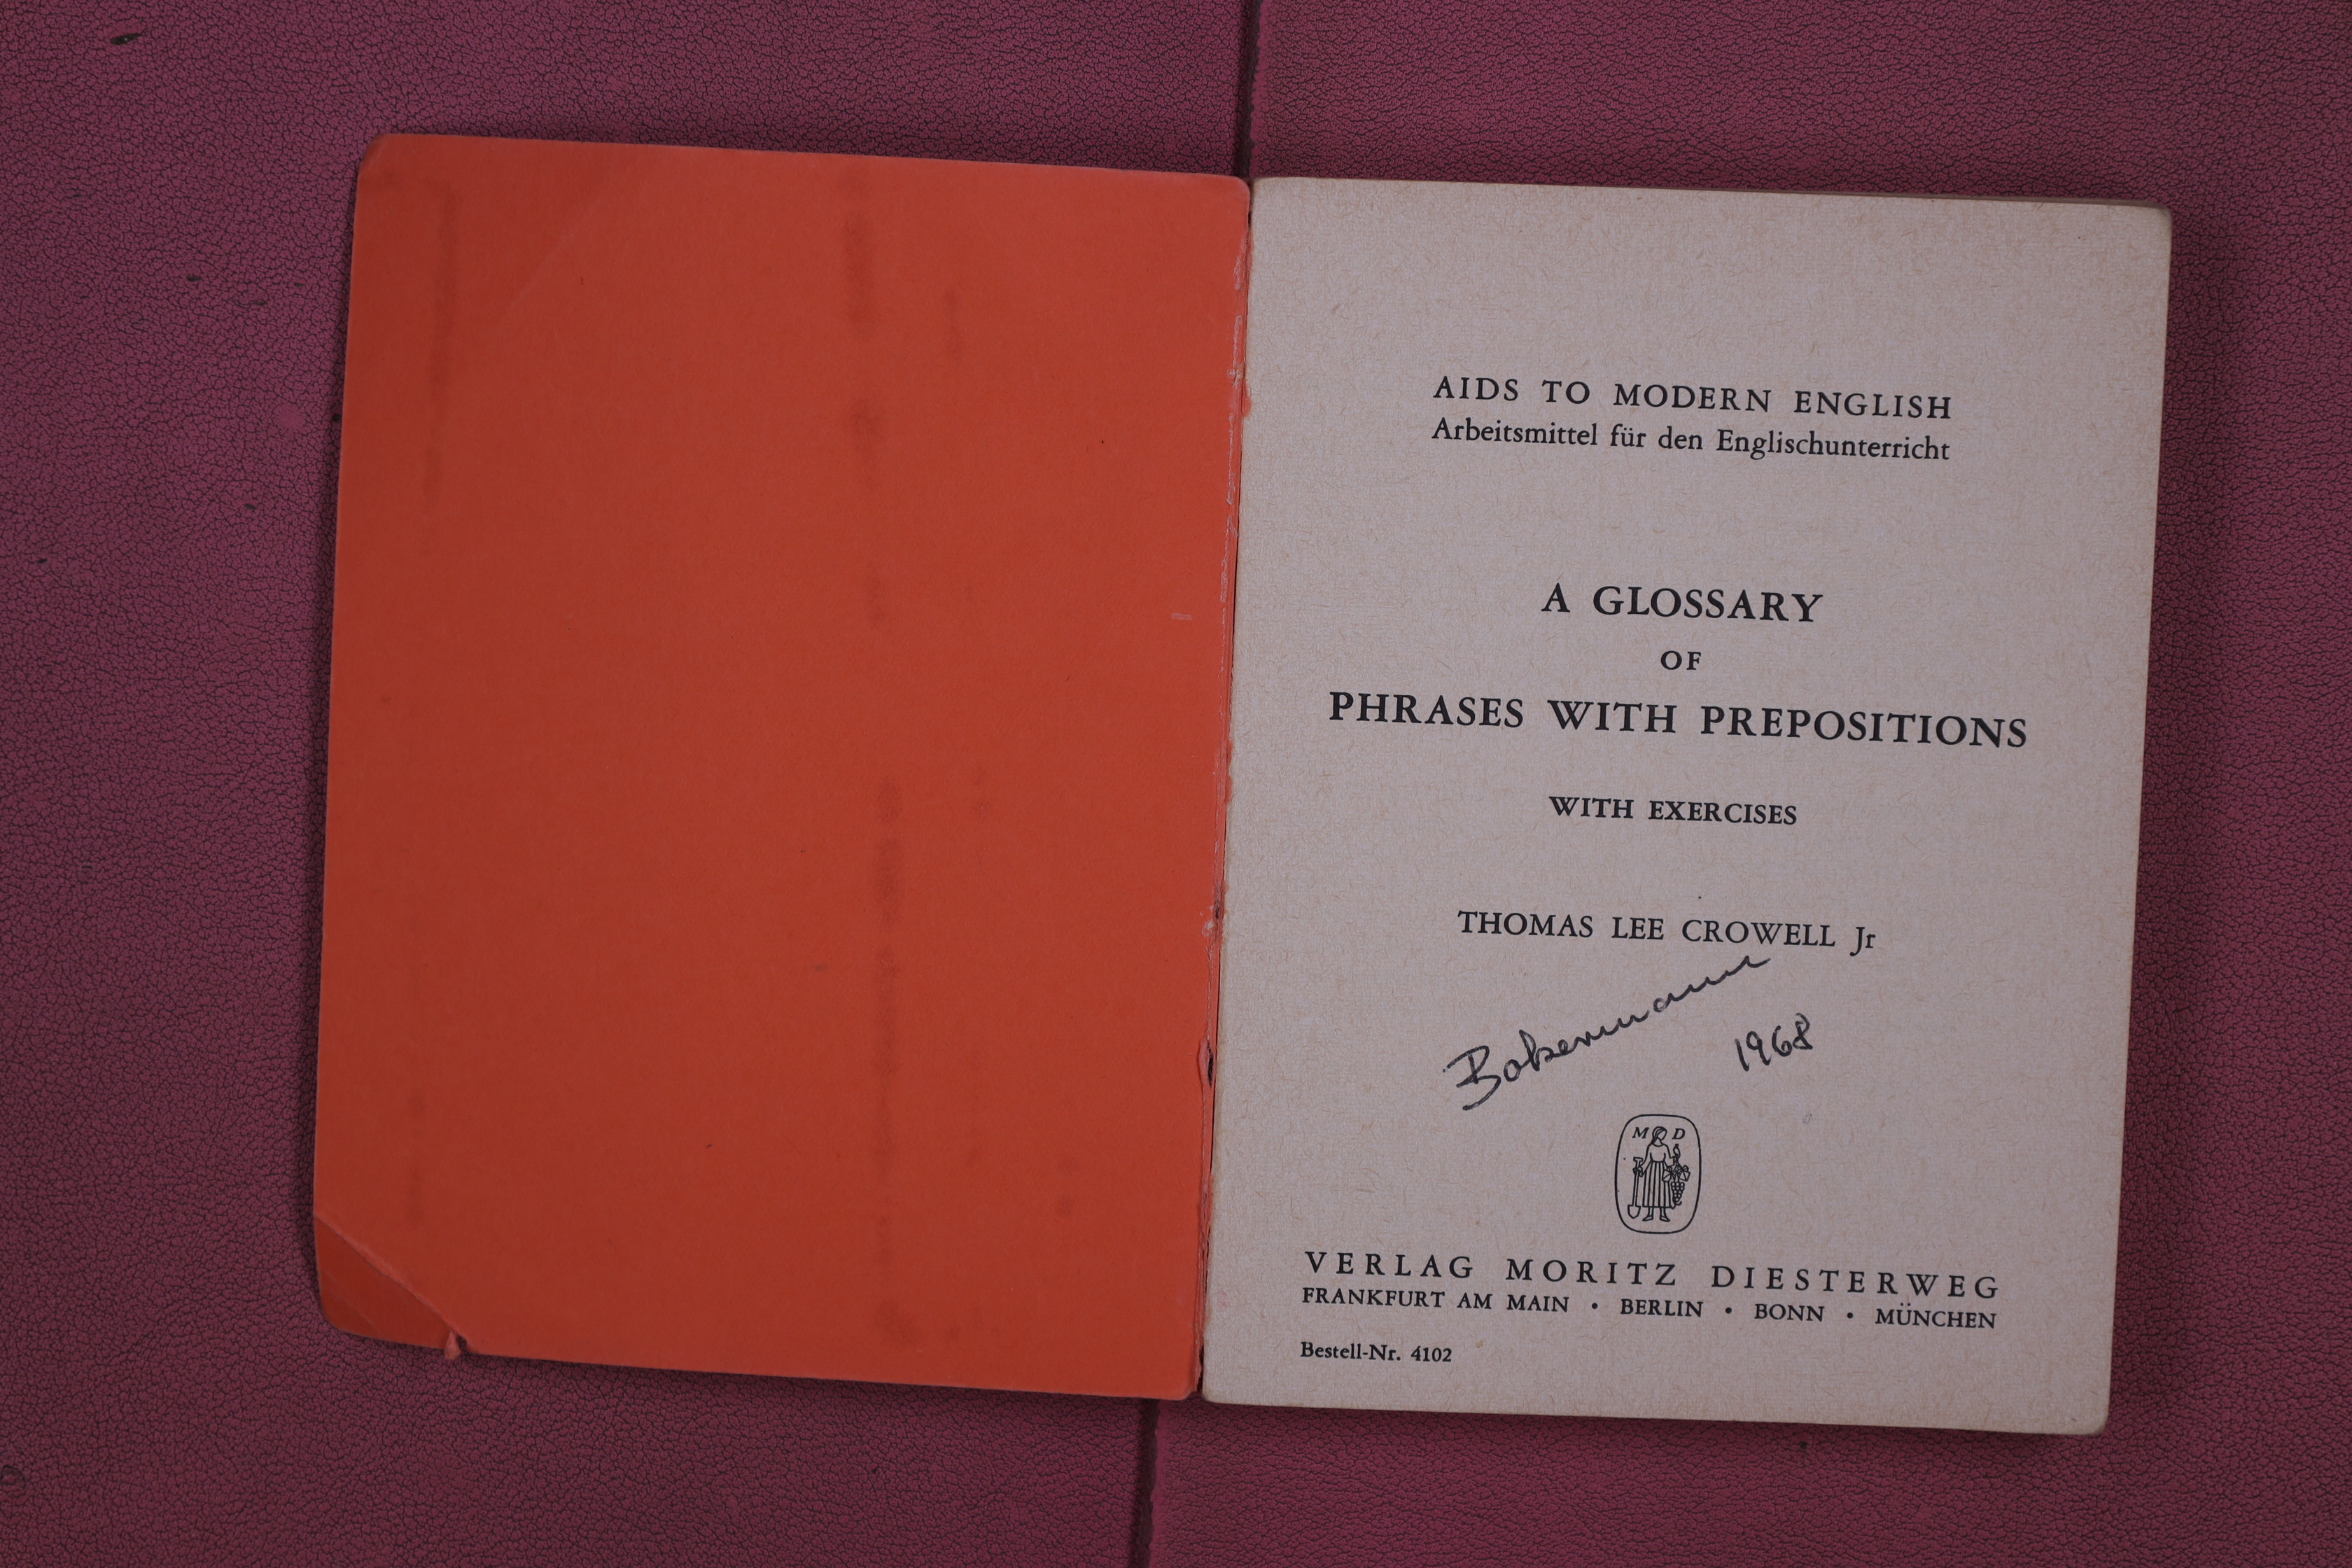 AIDS TO MODERN ENGLISH
Arbeitsmittel für den Englischunterricht
A GLOSSARY
OF
PHRASES WITH PREPOSITIONS
WITH EXERCISES
THOMAS LEE CROWELL Jr
1968
M D
VERLAG MORITZ DIESTERWEG
FRANKFURT AM MAIN • BERLIN • BONN • MÜNCHEN
Bestell-Nr. 4102